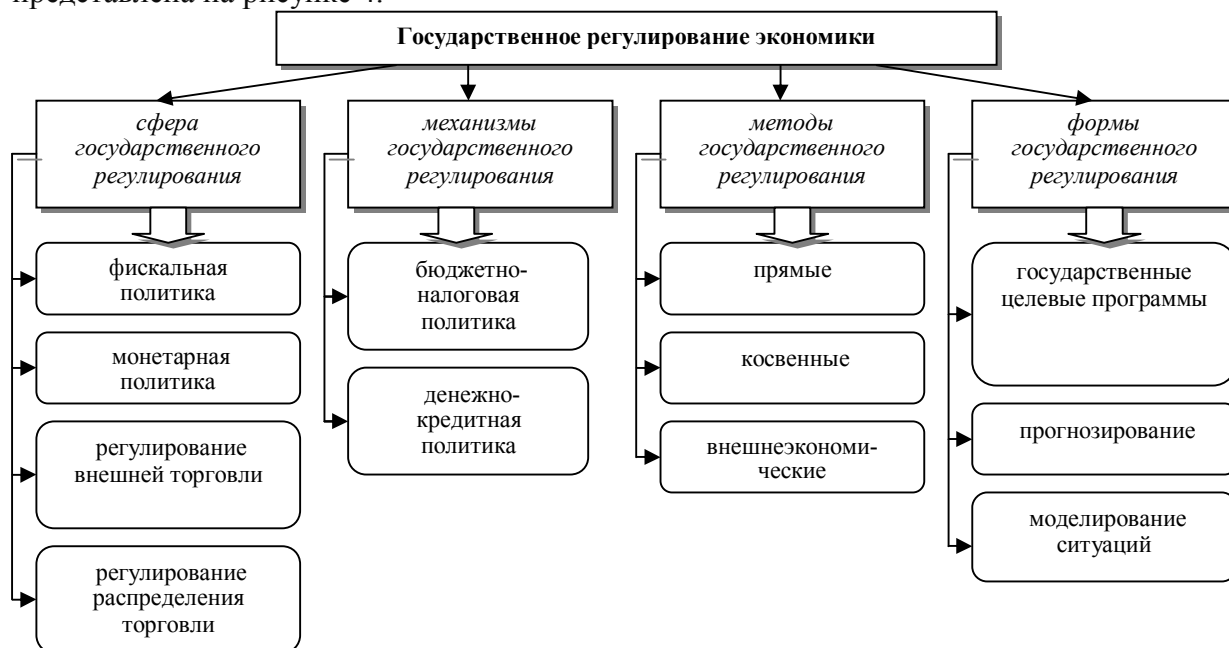 представлена на рисунке 4.
Государственное регулирование экономики
сфера
государственного
регулирования
фискальная
политика
монетарная
политика
регулирование
внешней торговли
регулирование
распределения
торговли
механизмы
государственного
регулирования
бюджетно-
налоговая
политика
денежно-
кредитная
политика
методы
государственного
регулирования
прямые
косвенные
внешнеэкономи-
ческие
формы
государственного
регулирования
государственные
целевые программы
прогнозирование
моделирование
ситуаций